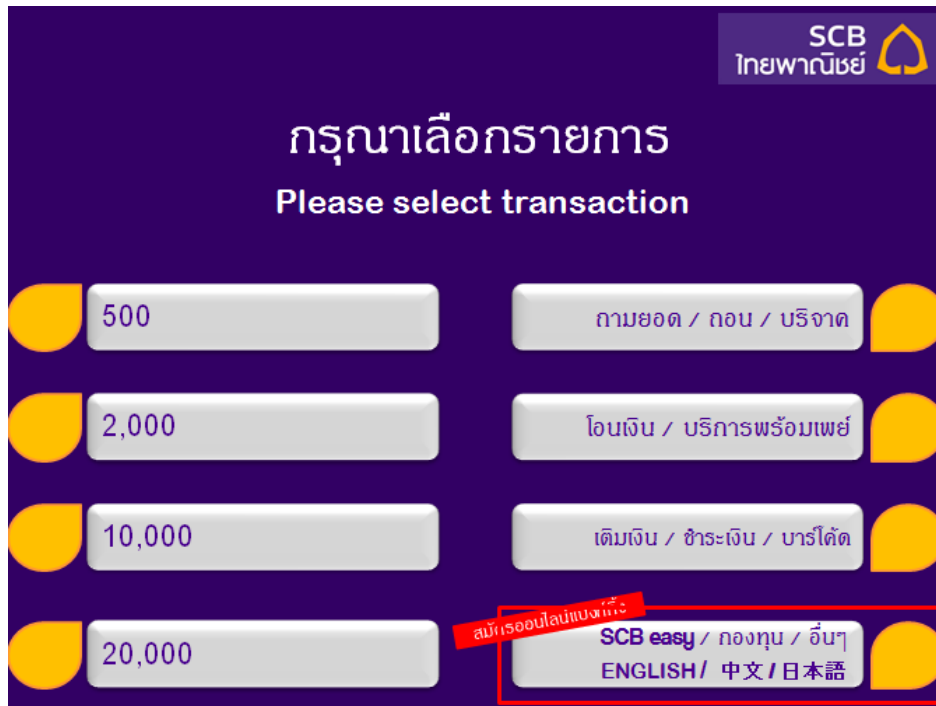 SCB
ไทยพาณิชย์
กรุณาเลือกรายการ
Please select transaction
500
ถามยอด / ถอน / บริจาค
2,000
โอนเงิน / บริการพร้อมเพย์
10,000
เติมเงิน / ชำระเงิน / บาร์โค้ด
20,000
สมัครออนไลน์แบงก์กิ้ง
SCB easy / กองทุน / อื่นๆ
ENGLISH / 中文 / 日本語